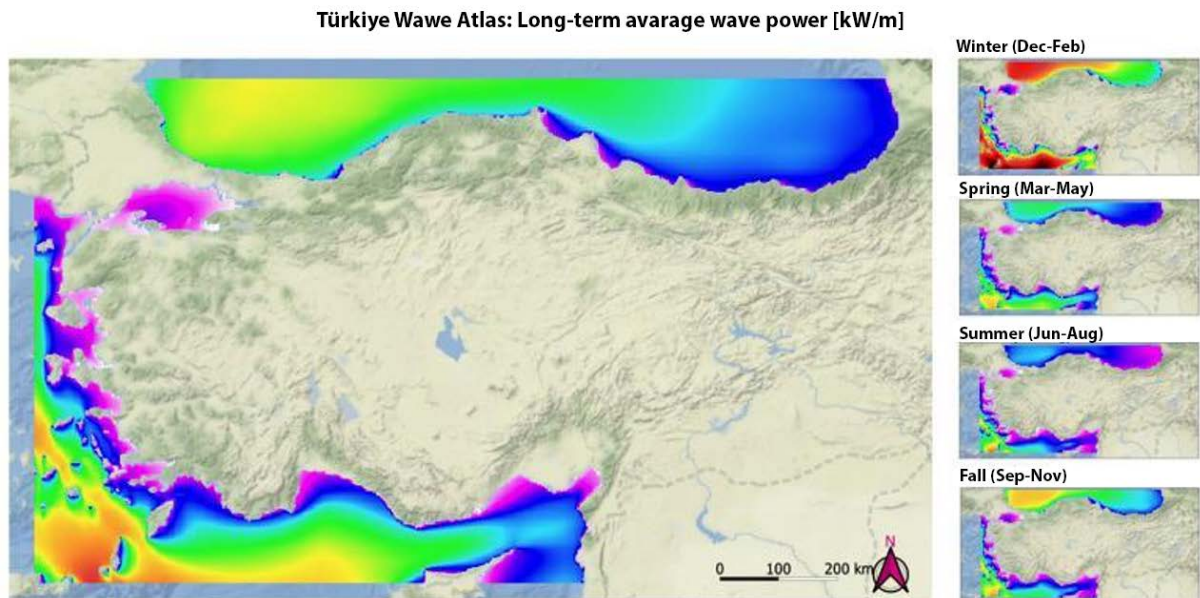 Türkiye Wawe Atlas: Long-term avarage wave power [kW/m]
Winter (Dec-Feb)
Spring (Mar-May)
Summer (Jun-Aug)
Fall (Sep-Nov)
N
0 100 200 km